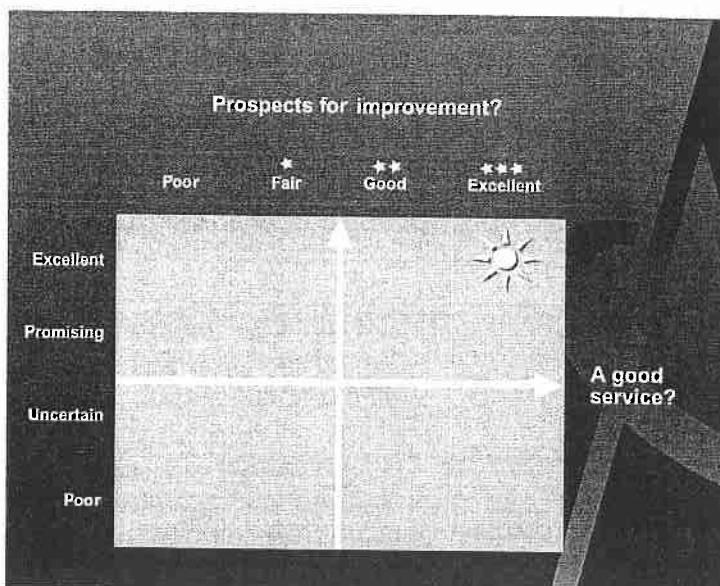 Prospects for improvement?
Poor Fair Good Excellent
Excellent
Promising
A good
service?
Uncertain
Poor